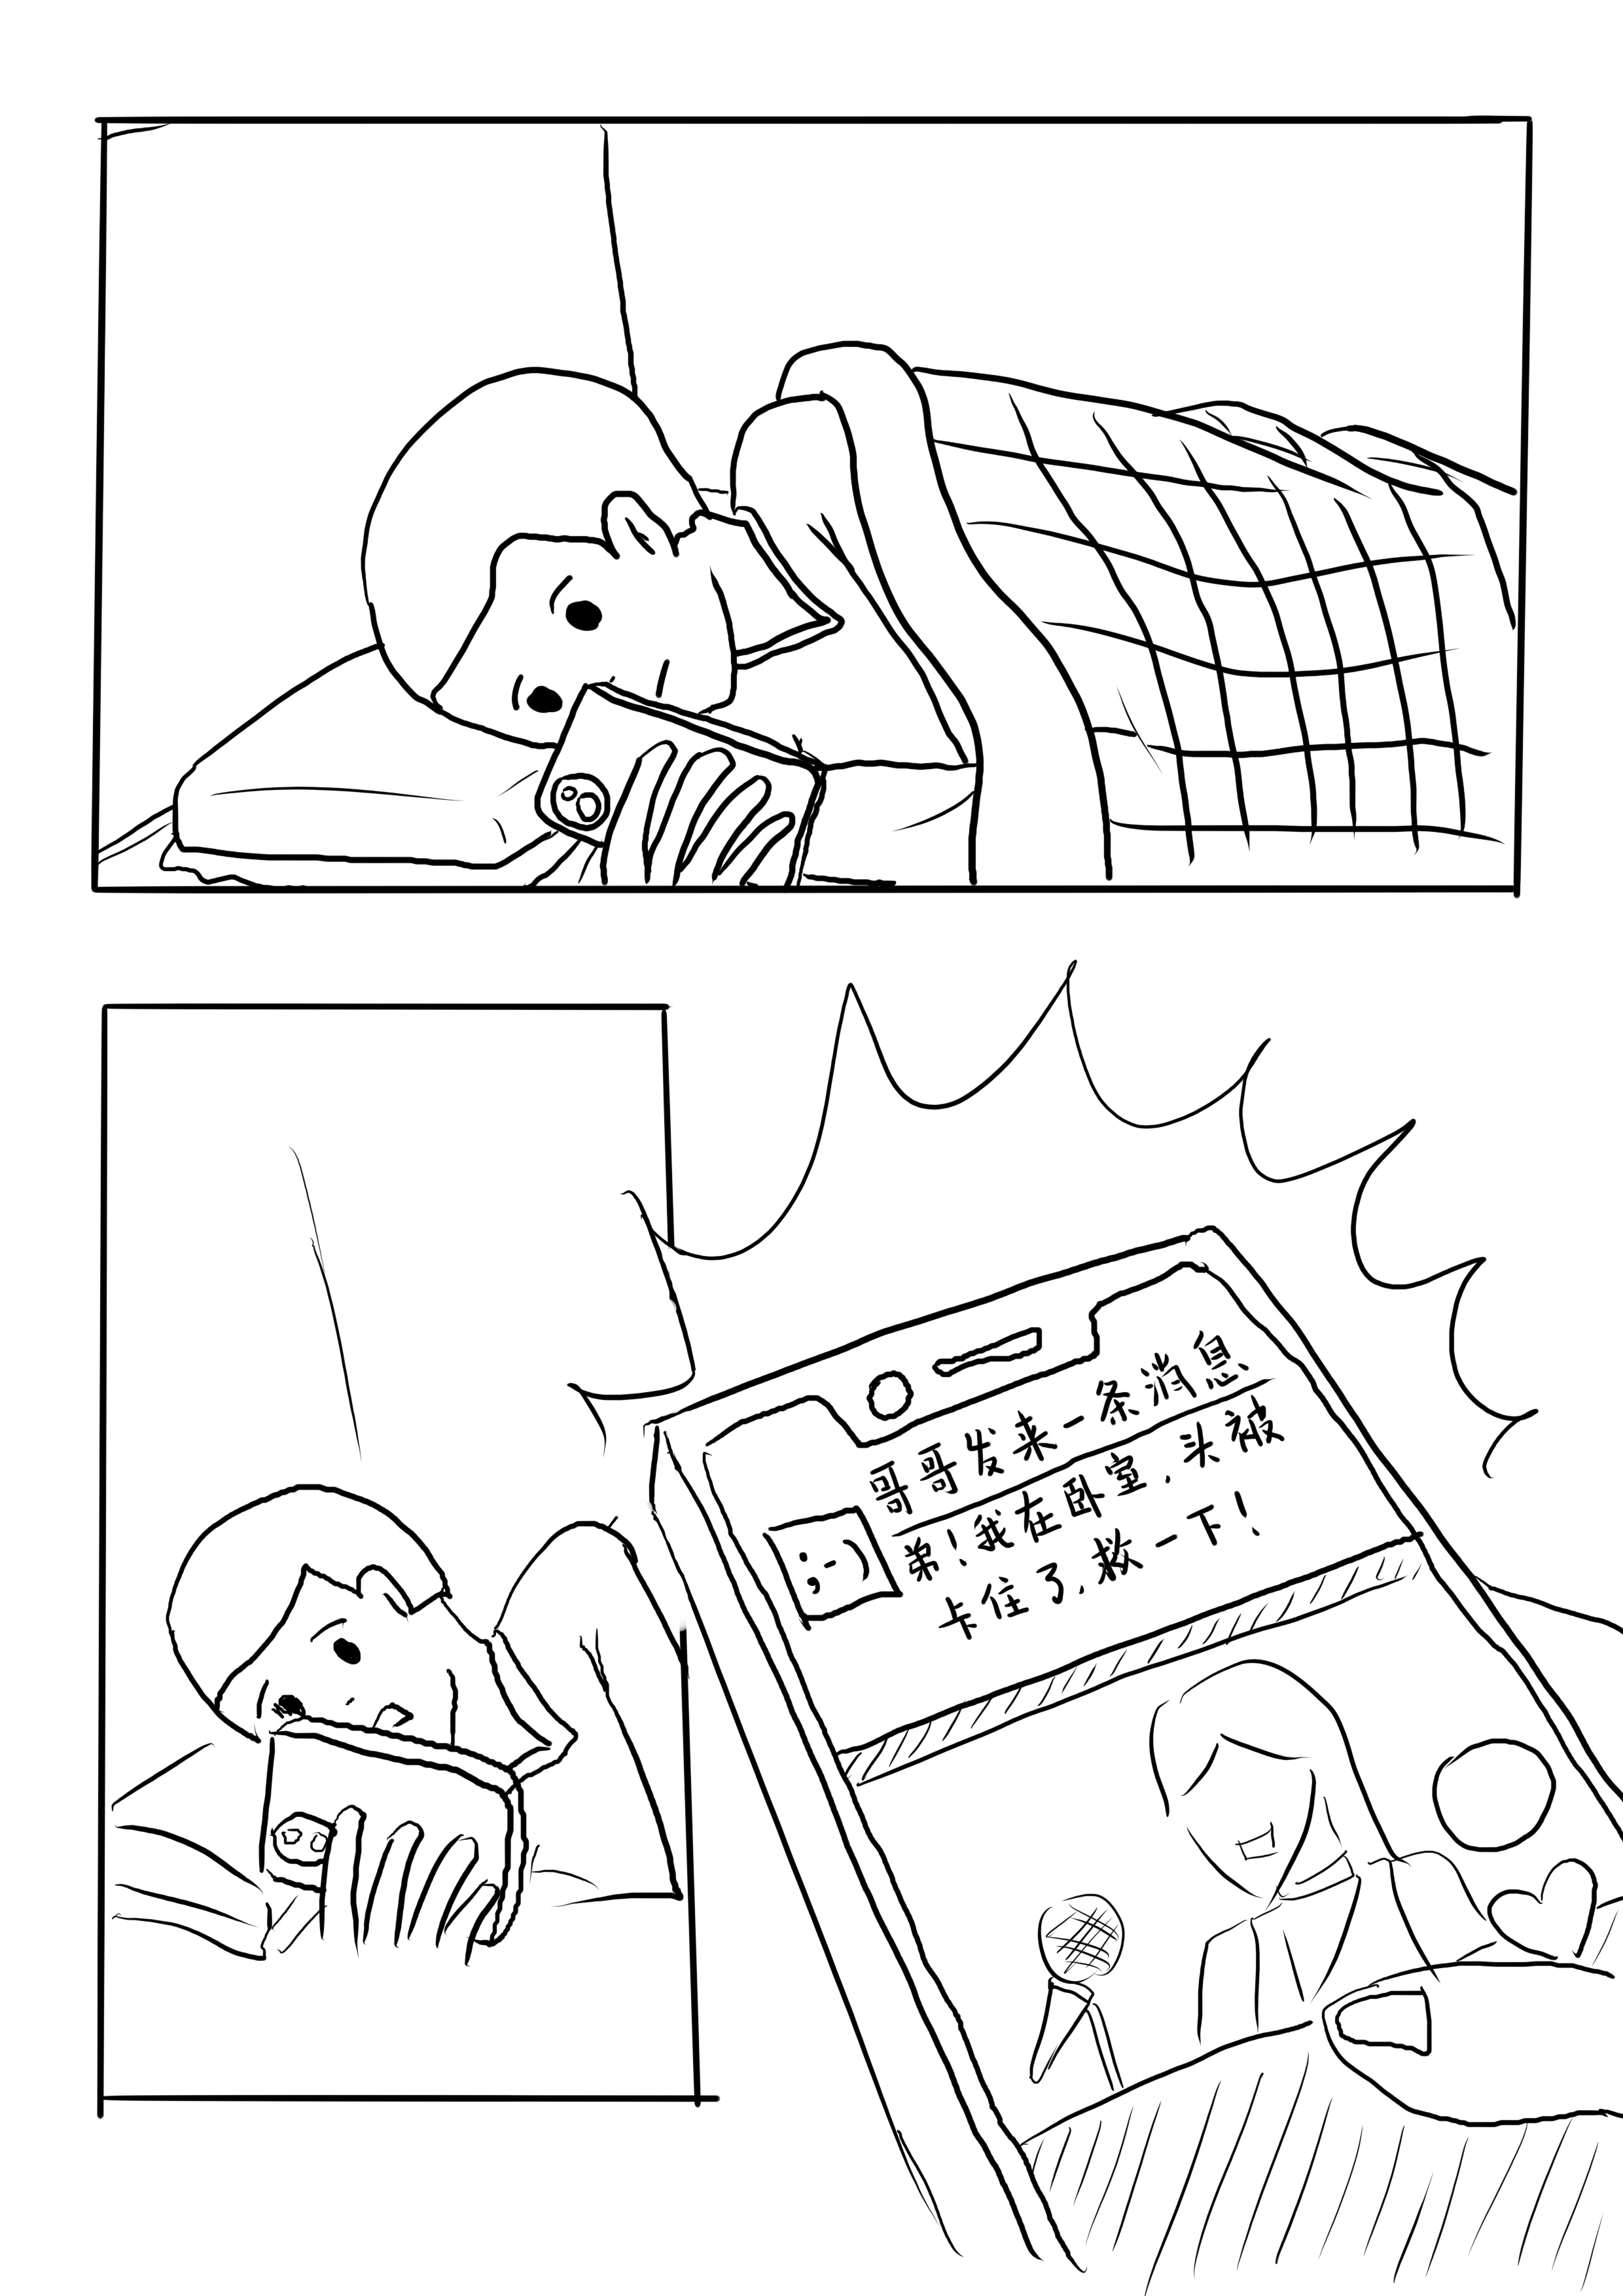 哥哥发来一条消息
弟！我在卧室，头被
卡住了，救一下！